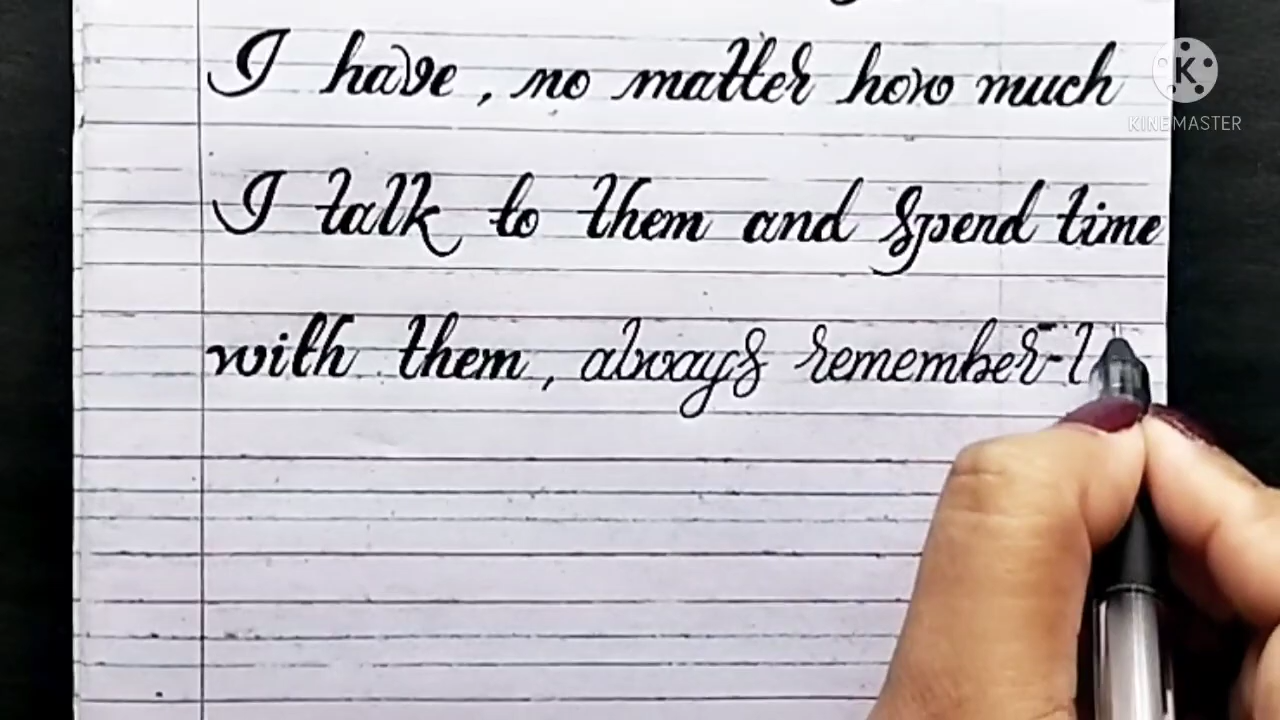 I have, no matter how much
I talk to them and spend time
with them, always remember-
KINEMASTER